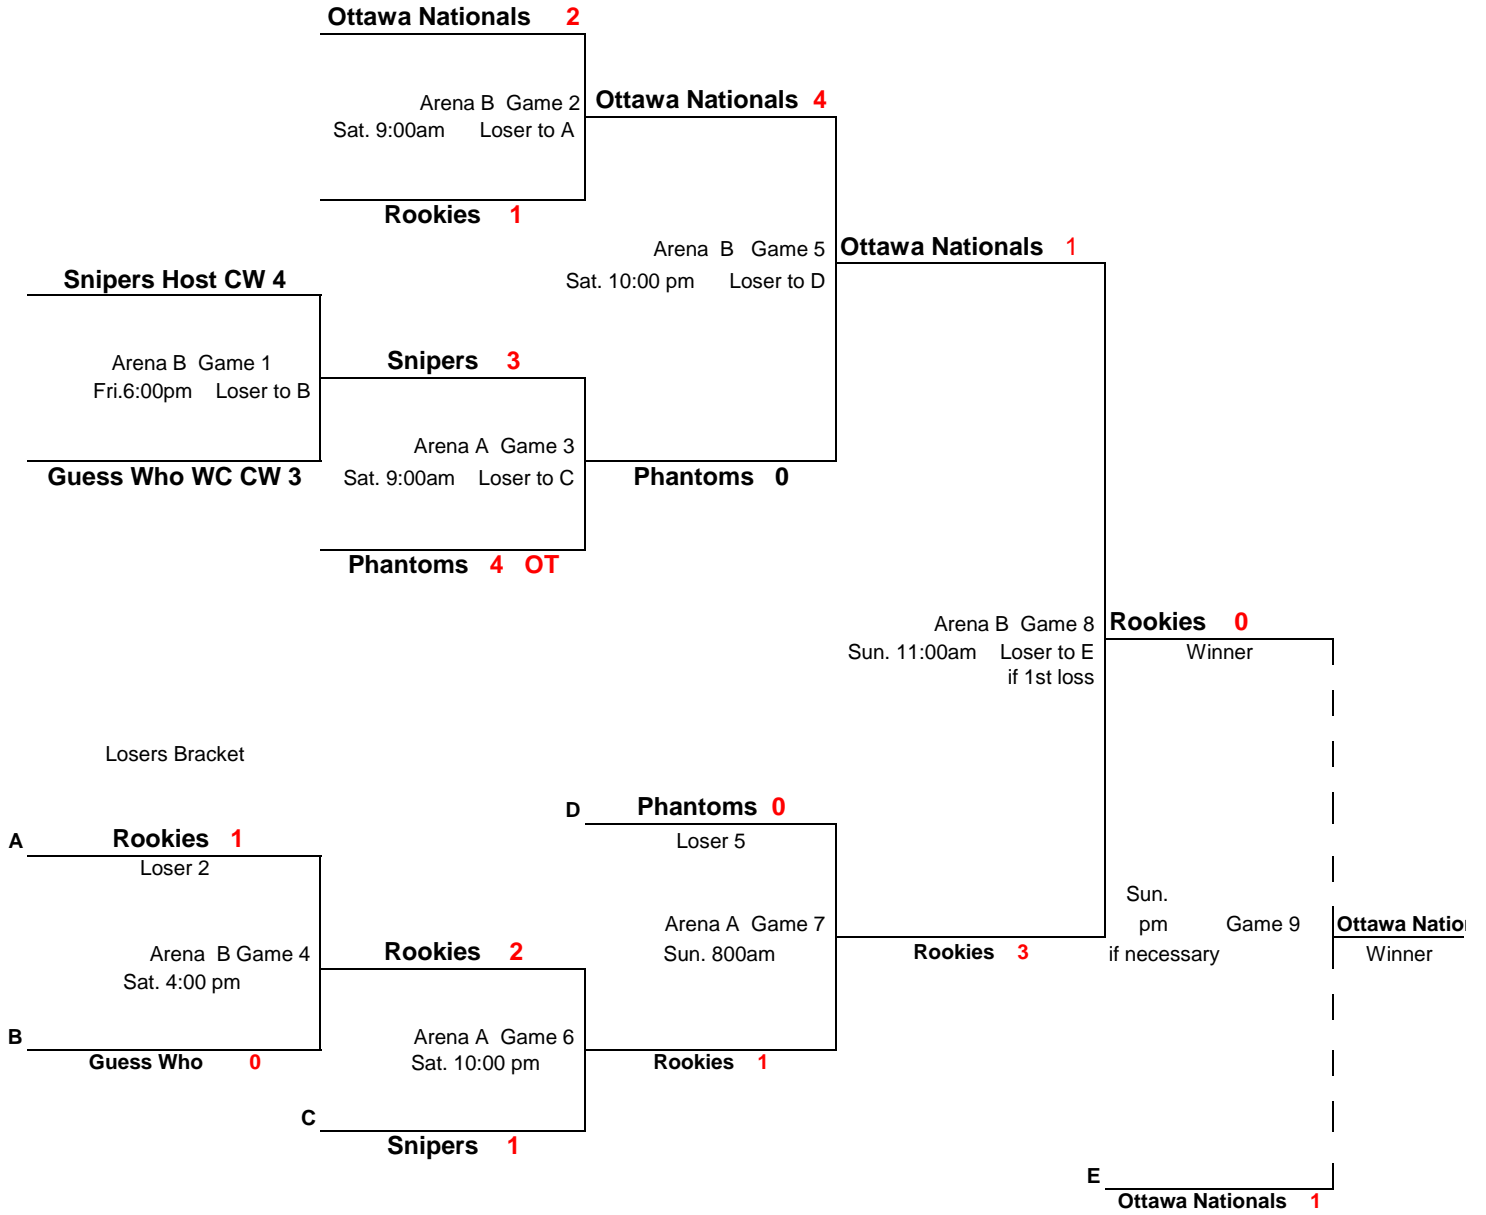 Ottawa Nationals 2
Arena B Game 2
Sat. 9:00am Loser to A
Rookies 1
Ottawa Nationals 4
Arena B Game 5
Sat. 10:00 pm Loser to D
Ottawa Nationals 1
Snipers Host CW 4
Arena B Game 1
Fri.6:00pm Loser to B
Guess Who WC CW 3
Snipers 3
Arena A Game 3
Sat. 9:00am Loser to C
Phantoms 4 OT
Phantoms 0
Arena B Game 8
Sun. 11:00am Loser to E
if 1st loss
Rookies 0
Winner
Losers Bracket
A
Rookies 1
Loser 2
Arena B Game 4
Sat. 4:00 pm
B
Guess Who 0
Rookies 2
Arena A Game 6
Sat. 10:00 pm
C
Snipers 1
D
Phantoms 0
Loser 5
Arena A Game 7
Sun. 800am
Rookies 1
Rookies 3
Sun.
pm Game 9
if necessary
Ottawa Natio
Winner
E
Ottawa Nationals 1